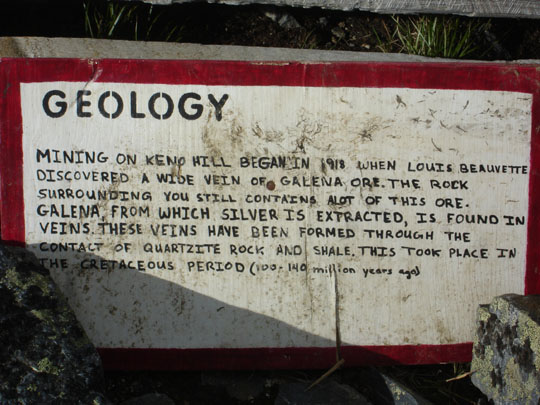 GEOLOGY
MINING ON KENO HILL BEGAN IN 1918 WHEN LOUIS BEAUVETTE
DISCOVERED A WIDE VEIN OF GALENA ORE. THE ROCK
SURROUNDING YOU STILL CONTAINS ALOT OF THIS ORE.
GALENA, FROM WHICH SILVER IS EXTRACTED, IS FOUND IN
VEINS. THESE VEINS HAVE BEEN FORMED THROUGH THE
CONTACT OF QUARTZITE ROCK AND SHALE. THIS TOOK PLACE IN
THE CRETACEOUS PERIOD (100-140 million years ago)